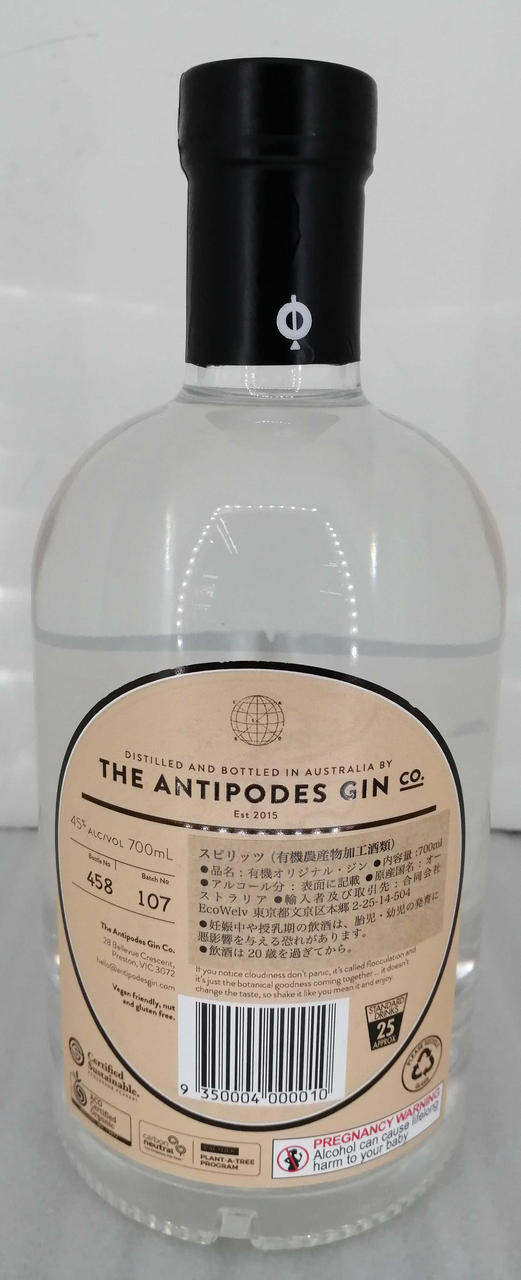 DISTILLED AND BOTTLED IN AUSTRALIA BY
THE ANTIPODES GIN CO.
Est 2015
45% ALC/VOL 700mL
Bottle No
458
Batch No
107
スピリッツ (有機農産物加工酒類)
●品名：有機オリジナル・ジン ●内容量:700ml
●アルコール分：表面に記載 ●原産国名：オー
ストラリア ●輸入者及び取引先：合同会社
EcoWelv 東京都文京区本郷 2-25-14-504
●妊娠中や授乳期の飲酒は、胎児・幼児の発育に
悪影響を与える恐れがあります。
●飲酒は 20 歳を過ぎてから。
The Antipodes Gin Co.
28 Bellevue Crescent,
Preston, VIC 3072
hello@antipodesgin.com
Vegan friendly, nut
and gluten free.
If you notice cloudiness don't panic, it's called flocculation and
it's just the botanical goodness coming together... it doesn't
change the taste, so shake it like you mean it and enjoy.
9 350004 000010
STANDARD
DRINKS
25
APPROX.
Certified
Sustainable.
ACO
Certified
Organic
carbon
neutral
PLANT-A-TREE
PROGRAM
PREGNANCY WARNING
Alcohol can cause lifelong
harm to your baby